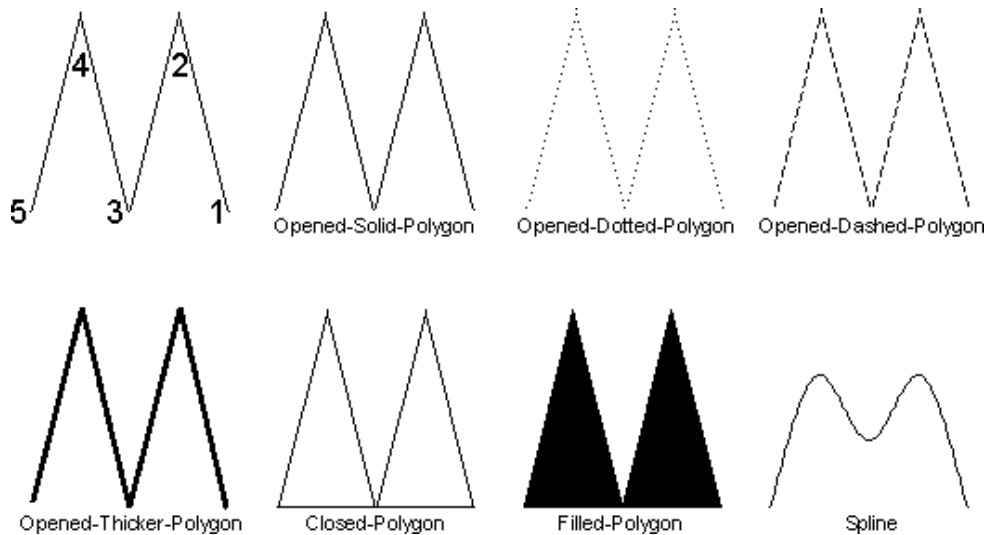 4 2
5 3 1
Opened-Solid-Polygon
Opened-Dotted-Polygon
Opened-Dashed-Polygon
Opened-Thicker-Polygon
Closed-Polygon
Filled-Polygon
Spline